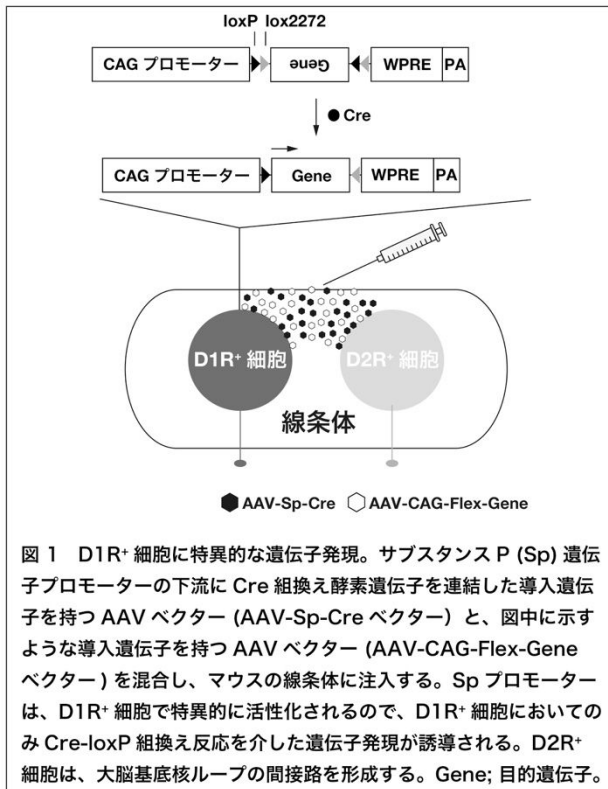 loxP lox2272
CAG プロモーター Gene WPRE PA
Cre
CAG プロモーター Gene WPRE PA
D1R⁺ 細胞 D2R⁺ 細胞
線条体
AAV-Sp-Cre AAV-CAG-Flex-Gene
図 1 D1R⁺ 細胞に特異的な遺伝子発現。サブスタンス P (Sp) 遺伝
子プロモーターの下流に Cre 組換え酵素遺伝子を連結した導入遺伝
子を持つ AAV ベクター (AAV-Sp-Cre ベクター）と、図中に示す
ような導入遺伝子を持つ AAV ベクター (AAV-CAG-Flex-Gene
ベクター ) を混合し、マウスの線条体に注入する。Sp プロモーター
は、D1R⁺ 細胞で特異的に活性化されるので、D1R⁺ 細胞においての
み Cre-loxP 組換え反応を介した遺伝子発現が誘導される。D2R⁺
細胞は、大脳基底核ループの間接路を形成する。Gene; 目的遺伝子。